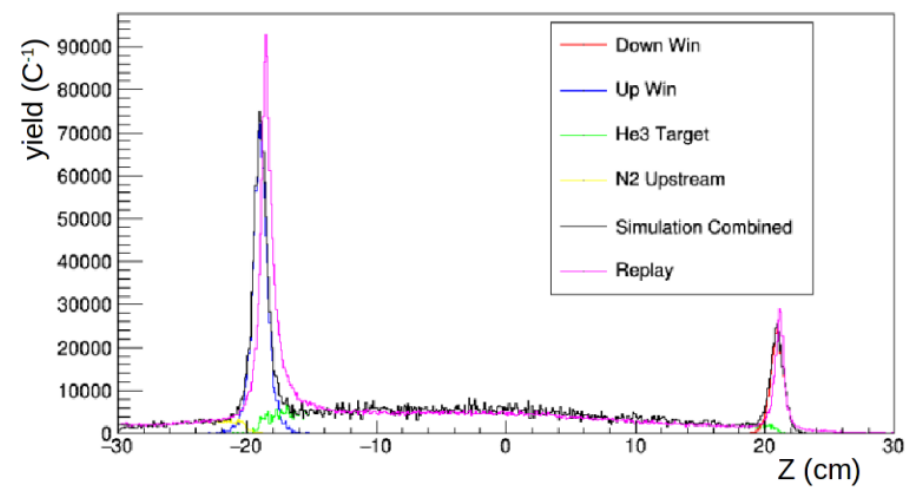 yield (C-1)
90000
80000
70000
60000
50000
40000
30000
20000
10000
0
Down Win
Up Win
He3 Target
N2 Upstream
Simulation Combined
Replay
−30 −20 −10 0 10 20 30
Z (cm)